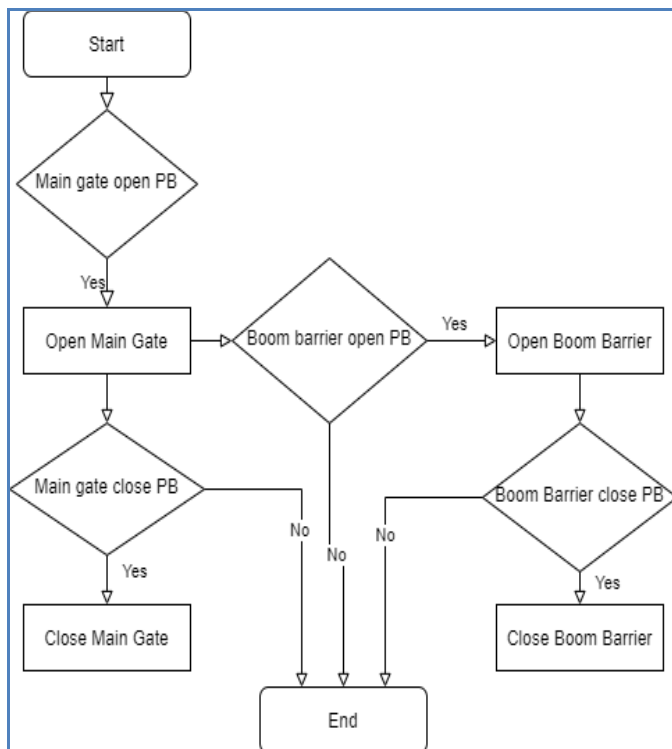 Start
Main gate open PB
Yes
Open Main Gate
Boom barrier open PB
Yes
Open Boom Barrier
Main gate close PB
Boom Barrier close PB
No
No
No
Yes
Yes
Close Main Gate
Close Boom Barrier
End